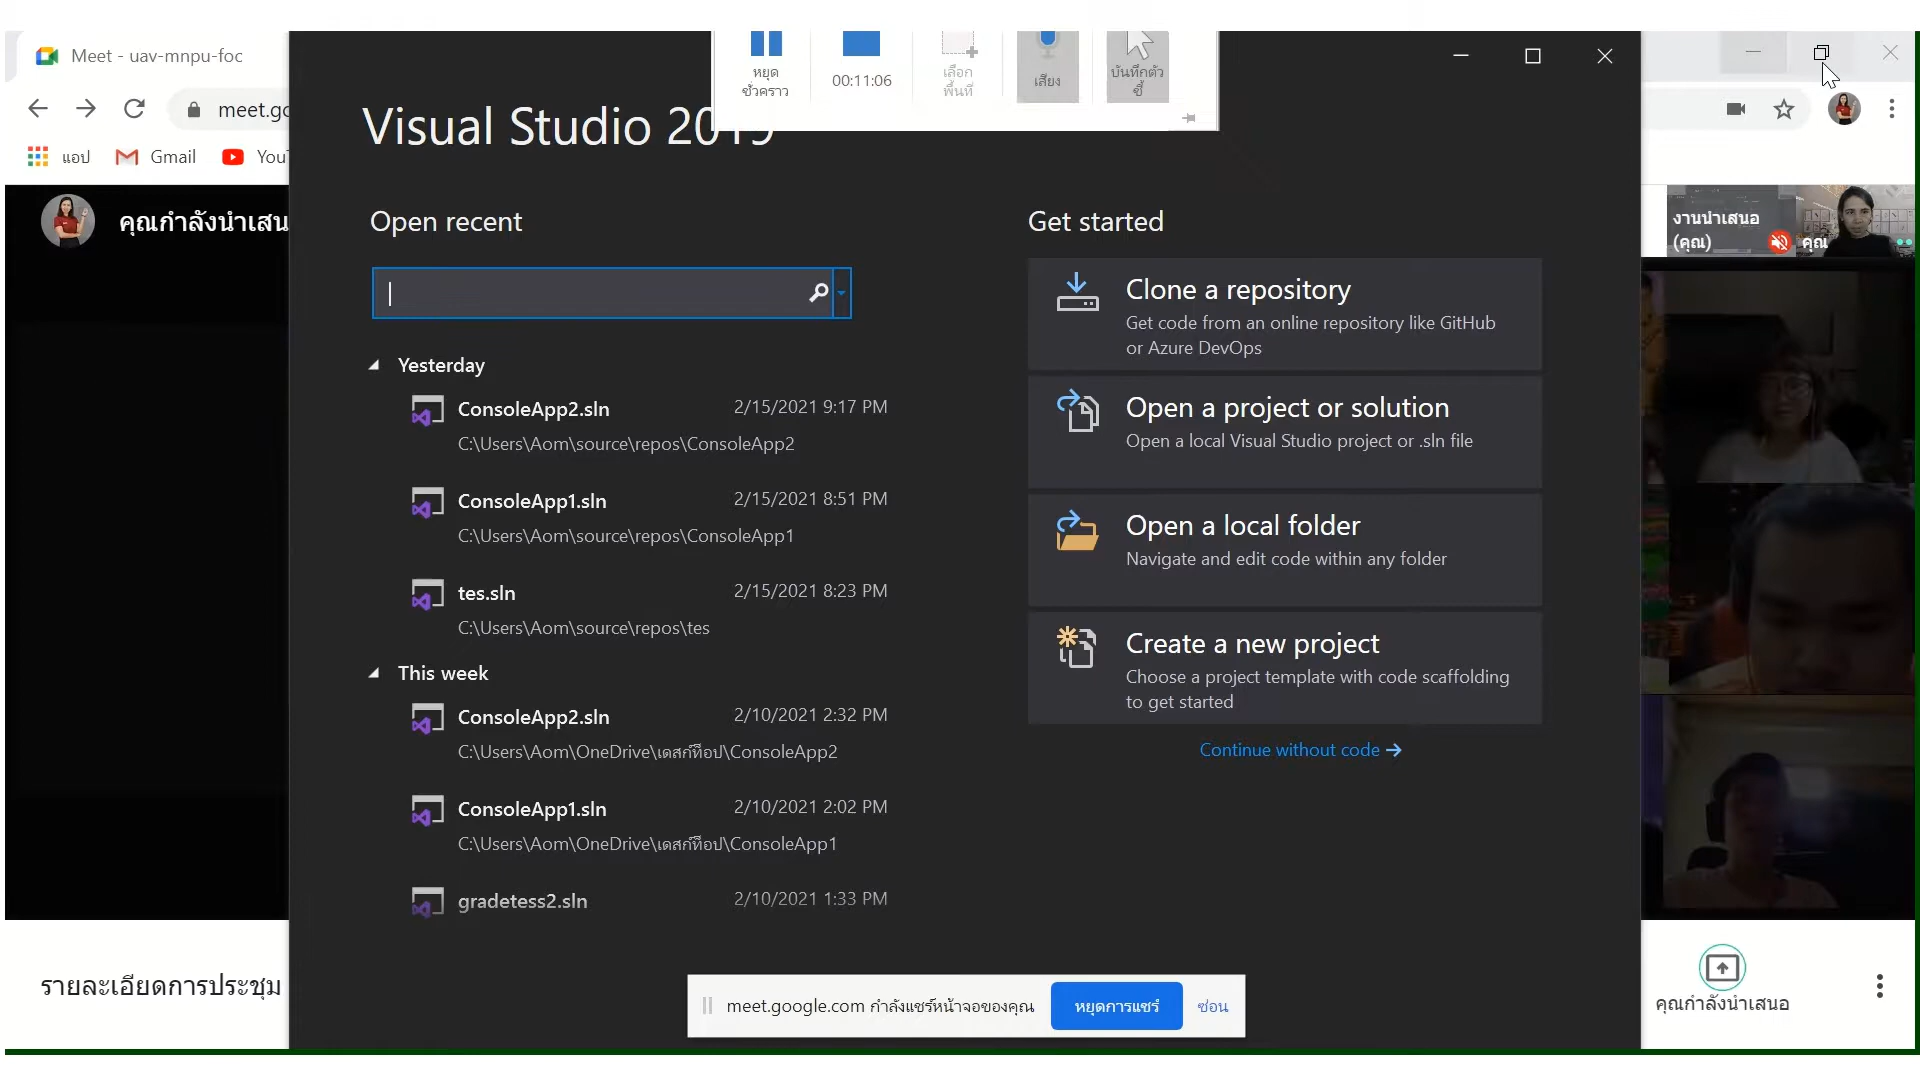 Meet - uav-mnpu-foc
หยุด
ชั่วคราว
00:11:06
เลือก
พื้นที่
เสียง
บันทึกตัว
ชี้
meet.go
แอป
Gmail
You
Visual Studio 2019
คุณกำลังนำเสน
งานนำเสนอ
(คุณ)
คุณ
Open recent
Yesterday
ConsoleApp2.sln 2/15/2021 9:17 PM
C:\Users\Aom\source\repos\ConsoleApp2
ConsoleApp1.sln 2/15/2021 8:51 PM
C:\Users\Aom\source\repos\ConsoleApp1
tes.sln 2/15/2021 8:23 PM
C:\Users\Aom\source\repos\tes
This week
ConsoleApp2.sln 2/10/2021 2:32 PM
C:\Users\Aom\OneDrive\เดสก์ท็อป\ConsoleApp2
ConsoleApp1.sln 2/10/2021 2:02 PM
C:\Users\Aom\OneDrive\เดสก์ท็อป\ConsoleApp1
gradetess2.sln 2/10/2021 1:33 PM
Get started
Clone a repository
Get code from an online repository like GitHub
or Azure DevOps
Open a project or solution
Open a local Visual Studio project or .sln file
Open a local folder
Navigate and edit code within any folder
Create a new project
Choose a project template with code scaffolding
to get started
Continue without code
รายละเอียดการประชุม
meet.google.com กำลังแชร์หน้าจอของคุณ
หยุดการแชร์
ซ่อน
คุณกำลังนำเสนอ